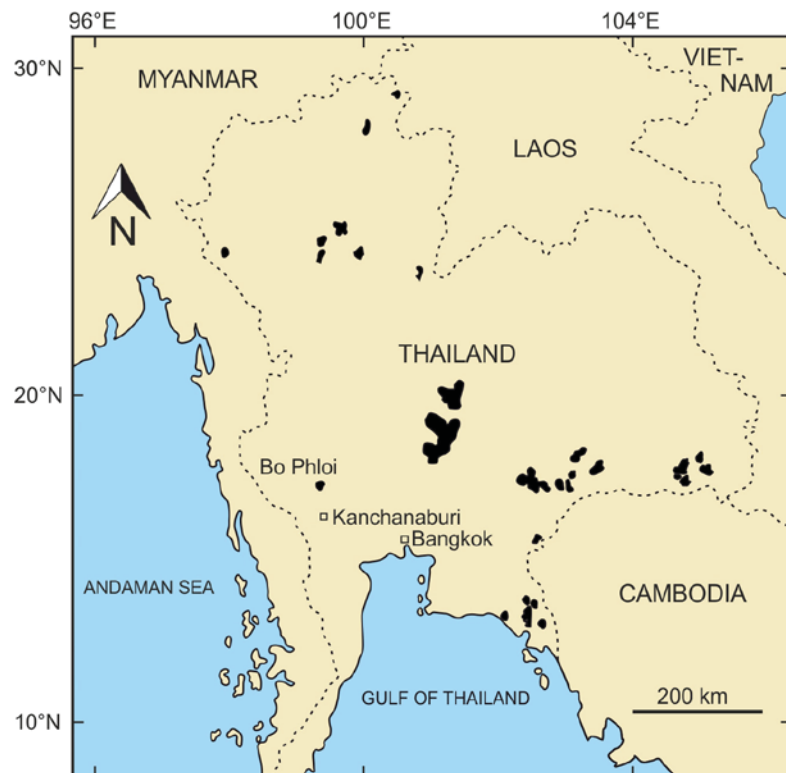 96°E
100°E
104°E
30°N
MYANMAR
VIET-
NAM
LAOS
N
THAILAND
20°N
Bo Phloi
Kanchanaburi
Bangkok
ANDAMAN SEA
CAMBODIA
GULF OF THAILAND
200 km
10°N